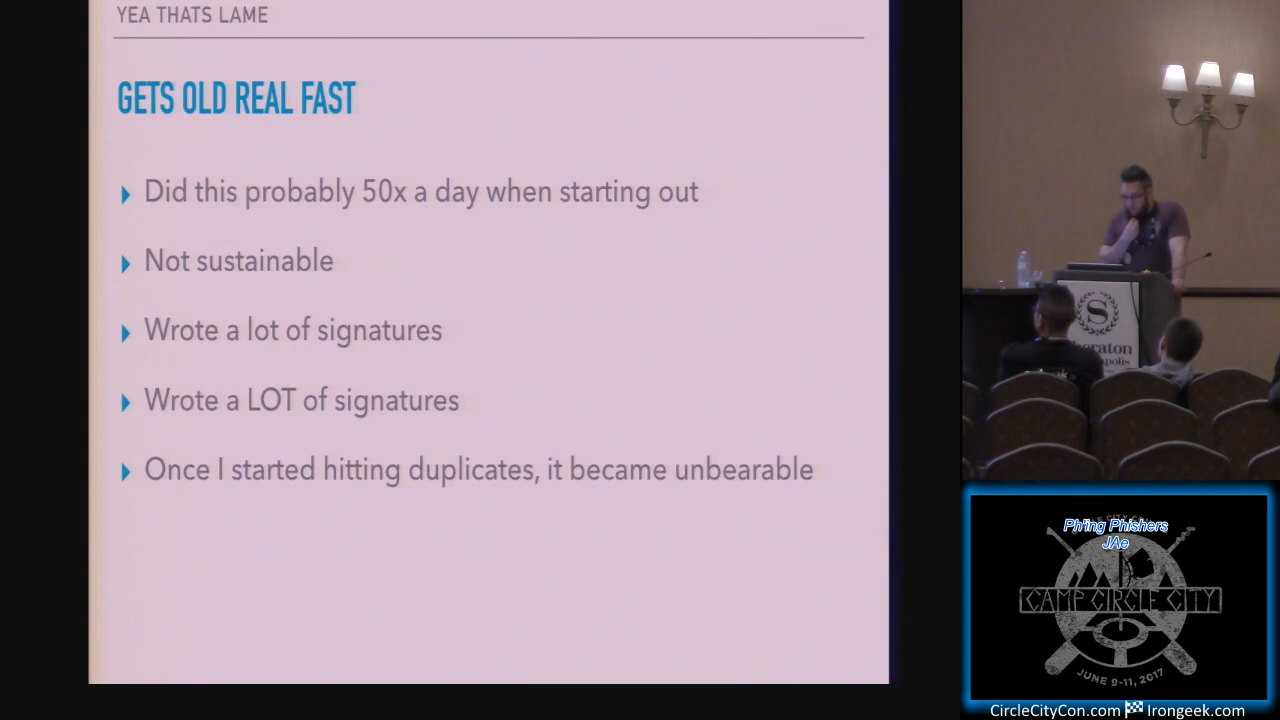 YEA THATS LAME
GETS OLD REAL FAST
Did this probably 50x a day when starting out
Not sustainable
Wrote a lot of signatures
Wrote a LOT of signatures
Once I started hitting duplicates, it became unbearable
S
Ph'ing Phishers
JAe
CAMP CIRCLE CITY
JUNE 9-11, 2017
CircleCityCon.com Irongeek.com